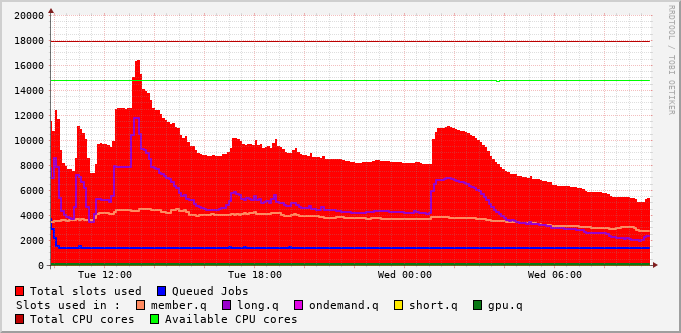 20000
18000
16000
14000
12000
10000
8000
6000
4000
2000
0
Tue 12:00 Tue 18:00 Wed 00:00 Wed 06:00
RRDTOOL / TOBI OETIKER
Total slots used Queued Jobs
Slots used in : member.q long.q ondemand.q short.q gpu.q
Total CPU cores Available CPU cores